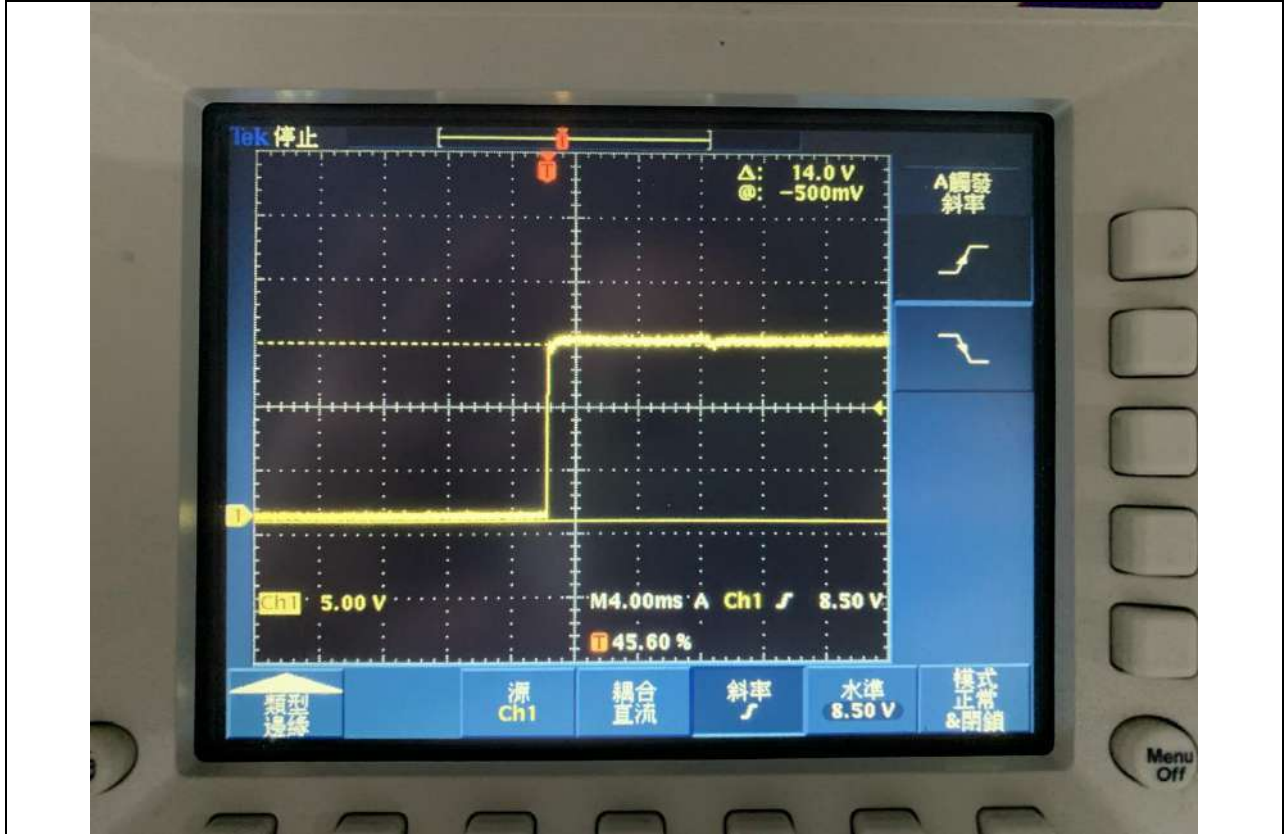 Tek 停止
T
T
Δ: 14.0 V
@: -500mV
A觸發
斜率
1
Ch1 5.00 V
M4.00ms A Ch1 8.50 V
T 45.60 %
類型
邊緣
源
Ch1
耦合
直流
斜率
水準
8.50 V
模式
正常
&閉鎖
Menu
Off